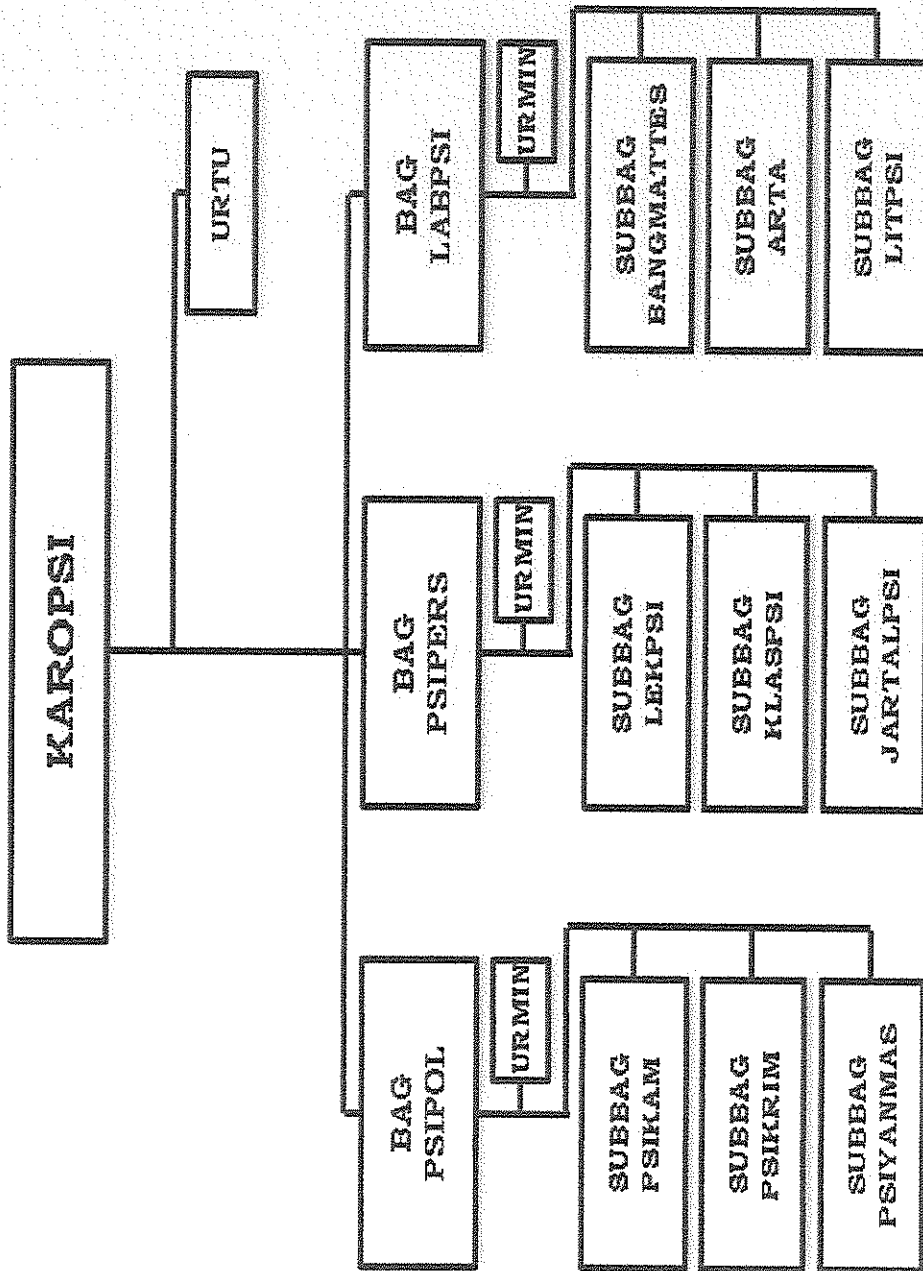 KAROPSI
URTU
BAG
PSIPOL
URMIN
SUBBAG
PSIKAM
SUBBAG
PSIKRIM
SUBBAG
PSIYANMAS
BAG
PSIPERS
URMIN
SUBBAG
LEKPSI
SUBBAG
KLASPSI
SUBBAG
JARTALPSI
BAG
LABPSI
URMIN
SUBBAG
BANGMATTES
SUBBAG
ARTA
SUBBAG
LITPSI